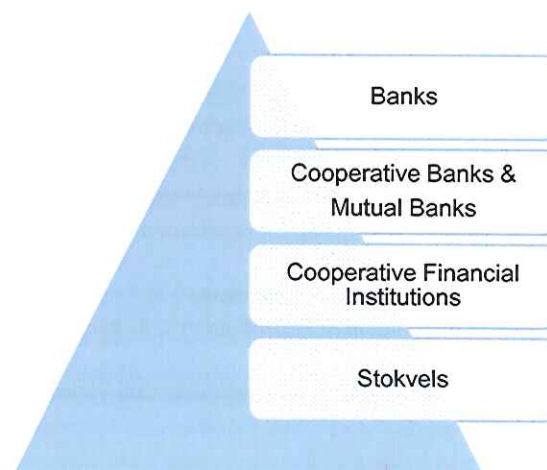 Banks
Cooperative Banks &
Mutual Banks
Cooperative Financial
Institutions
Stokvels